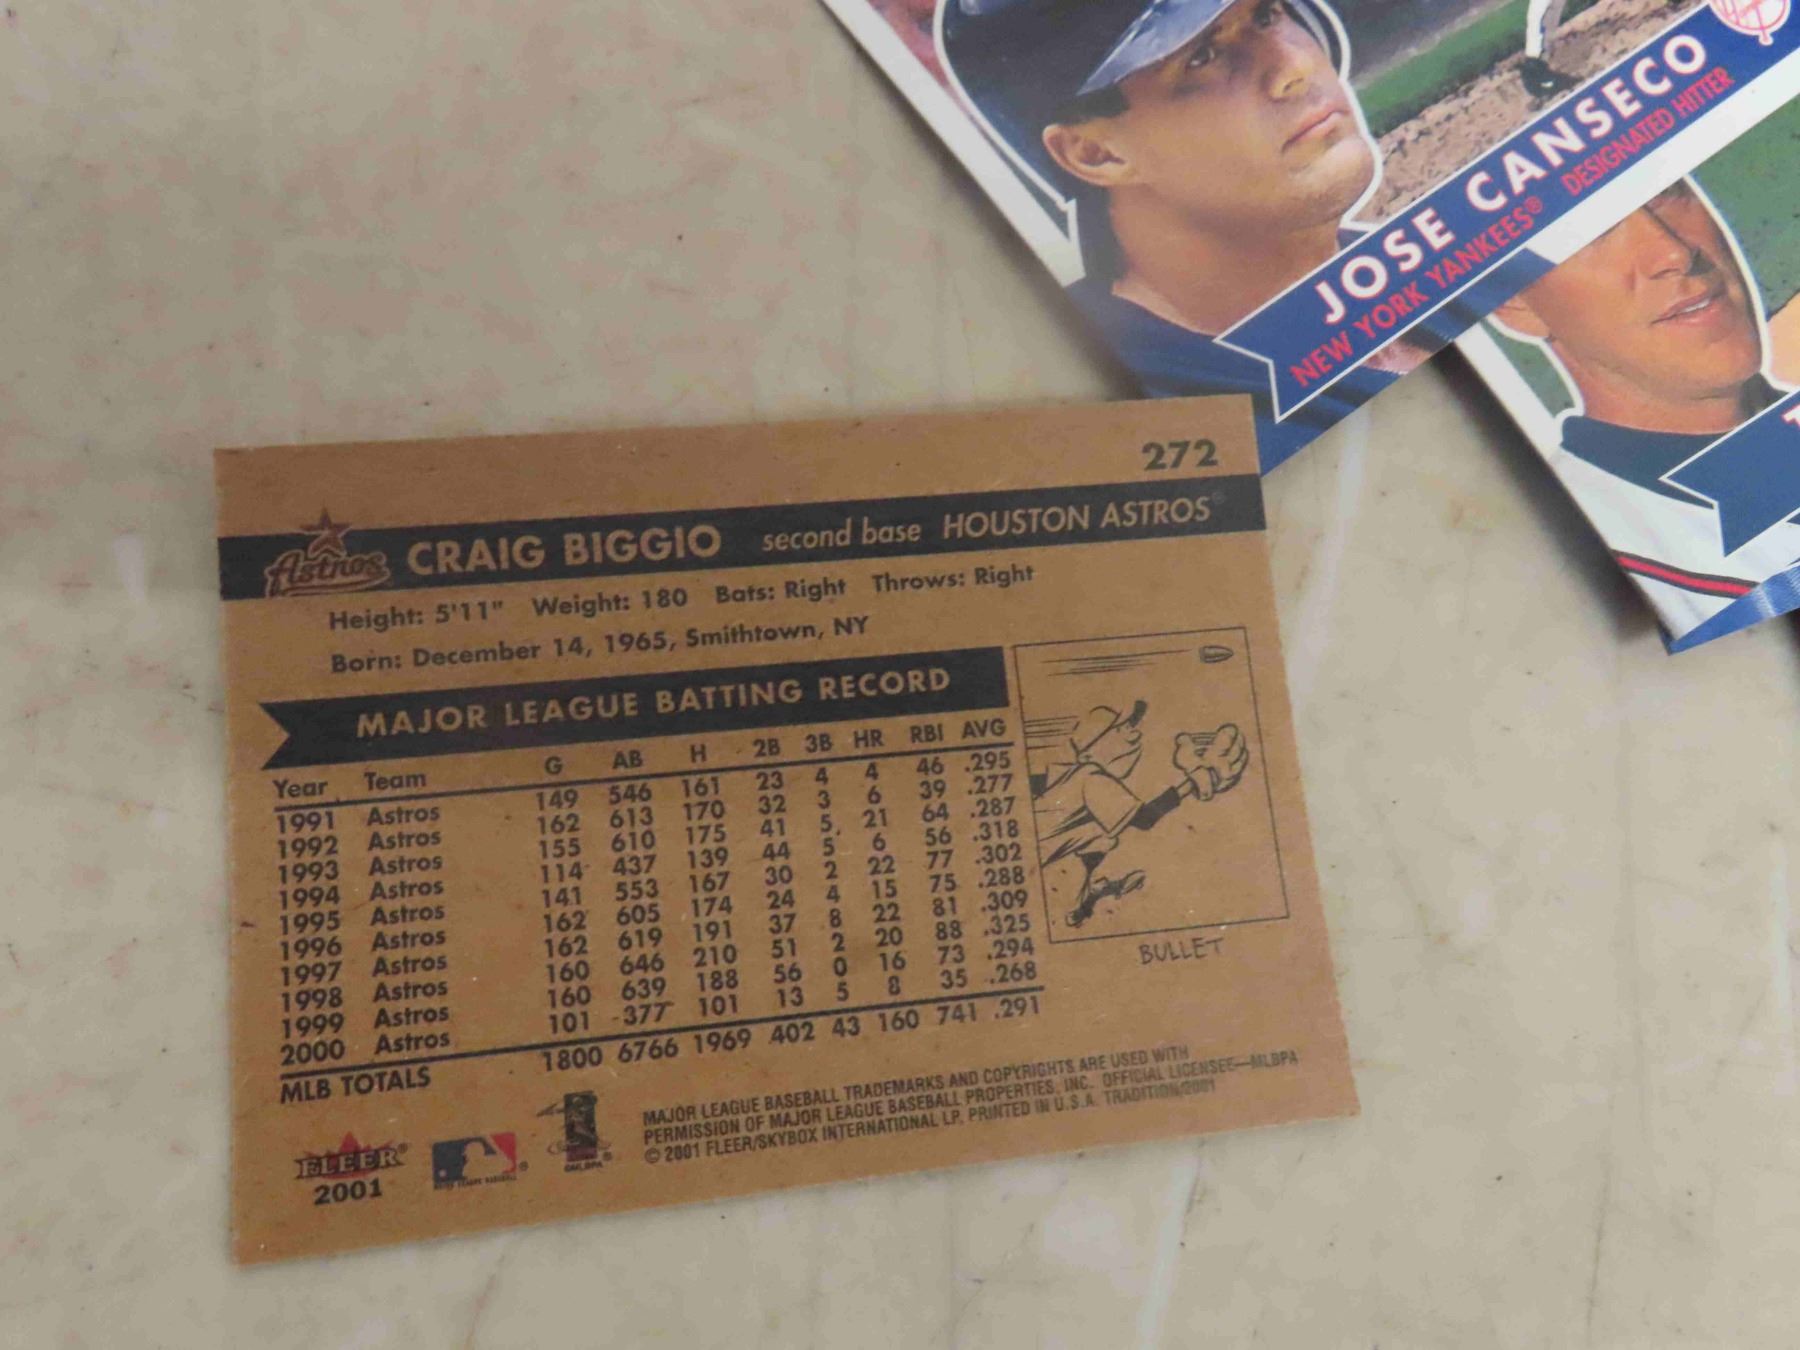 JOSE CANSECO
NEW YORK YANKEES® DESIGNATED HITTER
272
Astros CRAIG BIGGIO second base HOUSTON ASTROS®
Height: 5'11" Weight: 180 Bats: Right Throws: Right
Born: December 14, 1965, Smithtown, NY
MAJOR LEAGUE BATTING RECORD
Year Team G AB H 2B 3B HR RBI AVG
1991 Astros 149 546 161 23 4 4 46 .295
1992 Astros 162 613 170 32 3 6 39 .277
1993 Astros 155 610 175 41 5 21 64 .287
1994 Astros 114 437 139 44 5 6 56 .318
1995 Astros 141 553 167 30 2 22 77 .302
1996 Astros 162 605 174 24 4 15 75 .288
1997 Astros 162 619 191 37 8 22 81 .309
1998 Astros 160 646 210 51 2 20 88 .325
1999 Astros 160 639 188 56 0 16 73 .294
2000 Astros 101 377 101 13 5 8 35 .268
MLB TOTALS 1800 6766 1969 402 43 160 741 .291
BULLET
MAJOR LEAGUE BASEBALL TRADEMARKS AND COPYRIGHTS ARE USED WITH
PERMISSION OF MAJOR LEAGUE BASEBALL PROPERTIES, INC. OFFICIAL LICENSEE—MLBPA
© 2001 FLEER/SKYBOX INTERNATIONAL LP. PRINTED IN U.S.A. TRADITION/2001
FLEER®
2001
©MLBPA